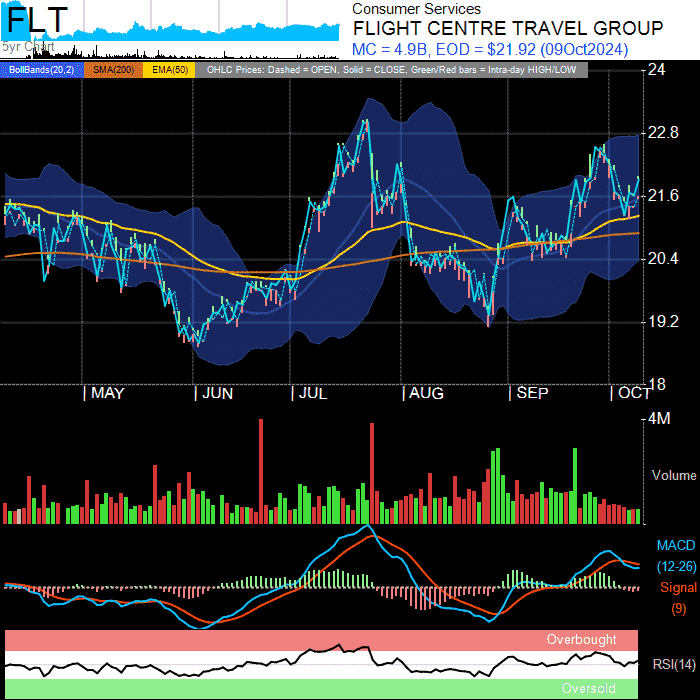 FLT
5yr Chart
Consumer Services
FLIGHT CENTRE TRAVEL GROUP
MC = 4.9B, EOD = $21.92 (09Oct2024)
BollBands(20,2) SMA(200) EMA(50) OHLC Prices: Dashed = OPEN, Solid = CLOSE, Green/Red bars = Intra-day HIGH/LOW
24
22.8
21.6
20.4
19.2
18
| MAY | JUN | JUL | AUG | SEP | OCT
4M
Volume
MACD
(12-26)
Signal
(9)
Overbought
RSI(14)
Oversold